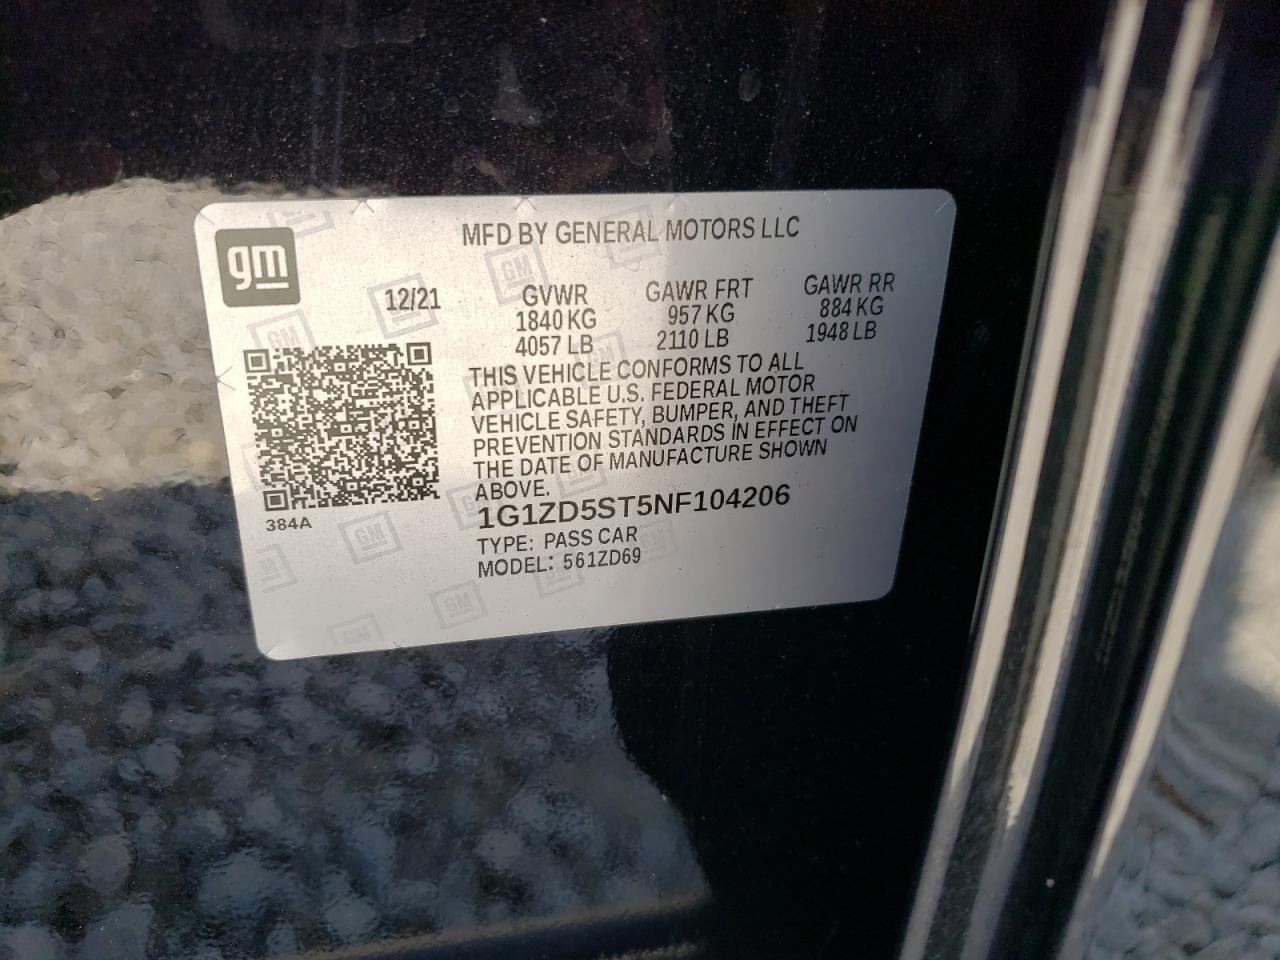 gm
MFD BY GENERAL MOTORS LLC
12/21
GVWR
1840 KG
4057 LB
GAWR FRT
957 KG
2110 LB
GAWR RR
884 KG
1948 LB
THIS VEHICLE CONFORMS TO ALL
APPLICABLE U.S. FEDERAL MOTOR
VEHICLE SAFETY, BUMPER, AND THEFT
PREVENTION STANDARDS IN EFFECT ON
THE DATE OF MANUFACTURE SHOWN
ABOVE.
1G1ZD5ST5NF104206
TYPE: PASS CAR
MODEL: 561ZD69
384A